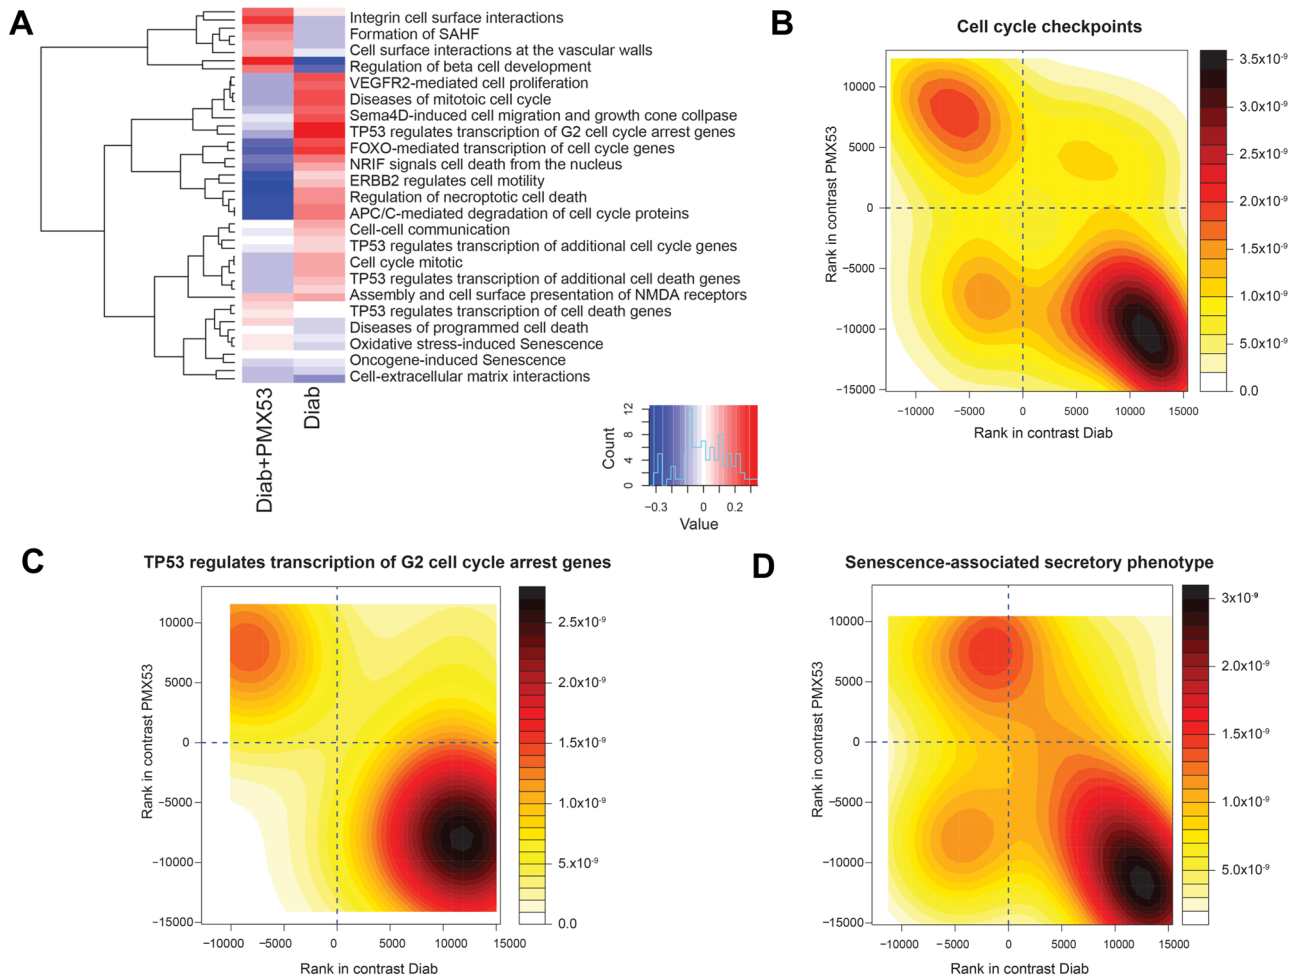 A
Integrin cell surface interactions
Formation of SAHF
Cell surface interactions at the vascular walls
Regulation of beta cell development
VEGFR2-mediated cell proliferation
Diseases of mitotoic cell cycle
Sema4D-induced cell migration and growth cone collpase
TP53 regulates transcription of G2 cell cycle arrest genes
FOXO-mediated transcription of cell cycle genes
NRIF signals cell death from the nucleus
ERBB2 regulates cell motility
Regulation of necroptotic cell death
APC/C-mediated degradation of cell cycle proteins
Cell-cell communication
TP53 regulates transcription of additional cell cycle genes
Cell cycle mitotic
TP53 regulates transcription of additional cell death genes
Assembly and cell surface presentation of NMDA receptors
TP53 regulates transcription of cell death genes
Diseases of programmed cell death
Oxidative stress-induced Senescence
Oncogene-induced Senescence
Cell-extracellular matrix interactions
Diab+PMX53
Diab
Count
12
8
4
0
−0.3 0 0.2
Value
B
Cell cycle checkpoints
Rank in contrast PMX53
10000
5000
0
−5000
−10000
−15000
−10000 −5000 0 5000 10000 15000
Rank in contrast Diab
3.5x10⁻⁹
3.0x10⁻⁹
2.5x10⁻⁹
2.0x10⁻⁹
1.5x10⁻⁹
1.0x10⁻⁹
5.0x10⁻⁹
0.0
C
TP53 regulates transcription of G2 cell cycle arrest genes
Rank in contrast PMX53
10000
5000
0
−5000
−10000
−15000
−10000 −5000 0 5000 10000 15000
Rank in contrast Diab
2.5x10⁻⁹
2.0x10⁻⁹
1.5x10⁻⁹
1.0x10⁻⁹
5.x10⁻⁹
0.0
D
Senescence-associated secretory phenotype
Rank in contrast PMX53
10000
5000
0
−5000
−10000
−15000
−10000 −5000 0 5000 10000 15000
Rank in contrast Diab
3x10⁻⁹
2.0x10⁻⁹
1.5x10⁻⁹
1.0x10⁻⁹
5.0x10⁻⁹